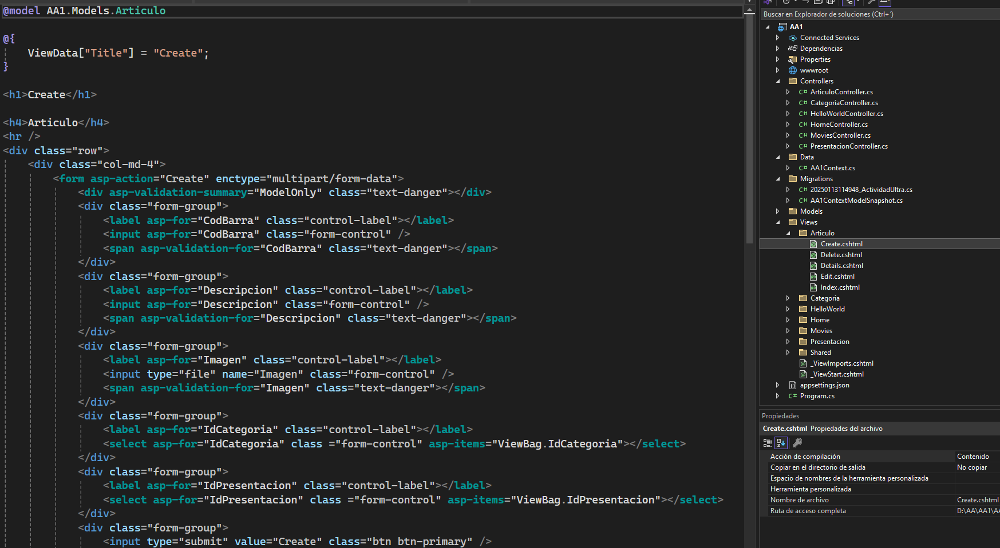 @model AA1.Models.Articulo
@{
ViewData["Title"] = "Create";
}
<h1>Create</h1>
<h4>Articulo</h4>
<hr />
<div class="row">
<div class="col-md-4">
<form asp-action="Create" enctype="multipart/form-data">
<div asp-validation-summary="ModelOnly" class="text-danger"></div>
<div class="form-group">
<label asp-for="CodBarra" class="control-label"></label>
<input asp-for="CodBarra" class="form-control" />
<span asp-validation-for="CodBarra" class="text-danger"></span>
</div>
<div class="form-group">
<label asp-for="Descripcion" class="control-label"></label>
<input asp-for="Descripcion" class="form-control" />
<span asp-validation-for="Descripcion" class="text-danger"></span>
</div>
<div class="form-group">
<label asp-for="Imagen" class="control-label"></label>
<input type="file" name="Imagen" class="form-control" />
<span asp-validation-for="Imagen" class="text-danger"></span>
</div>
<div class="form-group">
<label asp-for="IdCategoria" class="control-label"></label>
<select asp-for="IdCategoria" class ="form-control" asp-items="ViewBag.IdCategoria"></select>
</div>
<div class="form-group">
<label asp-for="IdPresentacion" class="control-label"></label>
<select asp-for="IdPresentacion" class ="form-control" asp-items="ViewBag.IdPresentacion"></select>
</div>
<div class="form-group">
<input type="submit" value="Create" class="btn btn-primary" />
Buscar en Explorador de soluciones (Ctrl+´)
AA1
Connected Services
Dependencias
Properties
wwwroot
Controllers
C# ArticuloController.cs
C# CategoriaController.cs
C# HelloWorldController.cs
C# HomeController.cs
C# MoviesController.cs
C# PresentacionController.cs
Data
C# AA1Context.cs
Migrations
C# 20250113114948_ActividadUltra.cs
C# AA1ContextModelSnapshot.cs
Models
Views
Articulo
Create.cshtml
Delete.cshtml
Details.cshtml
Edit.cshtml
Index.cshtml
Categoria
HelloWorld
Home
Movies
Presentacion
Shared
_ViewImports.cshtml
_ViewStart.cshtml
appsettings.json
C# Program.cs
Propiedades
Create.cshtml Propiedades del archivo
Acción de compilación Contenido
Copiar en el directorio de salida No copiar
Espacio de nombres de la herramienta personalizada
Herramienta personalizada
Nombre de archivo Create.cshtml
Ruta de acceso completa D:\AA\AA1\AA